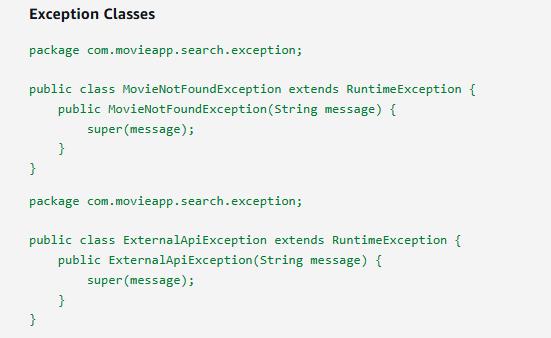 Exception Classes
package com.movieapp.search.exception;
public class MovieNotFoundException extends RuntimeException {
    public MovieNotFoundException(String message) {
        super(message);
    }
}
package com.movieapp.search.exception;
public class ExternalApiException extends RuntimeException {
    public ExternalApiException(String message) {
        super(message);
    }
}